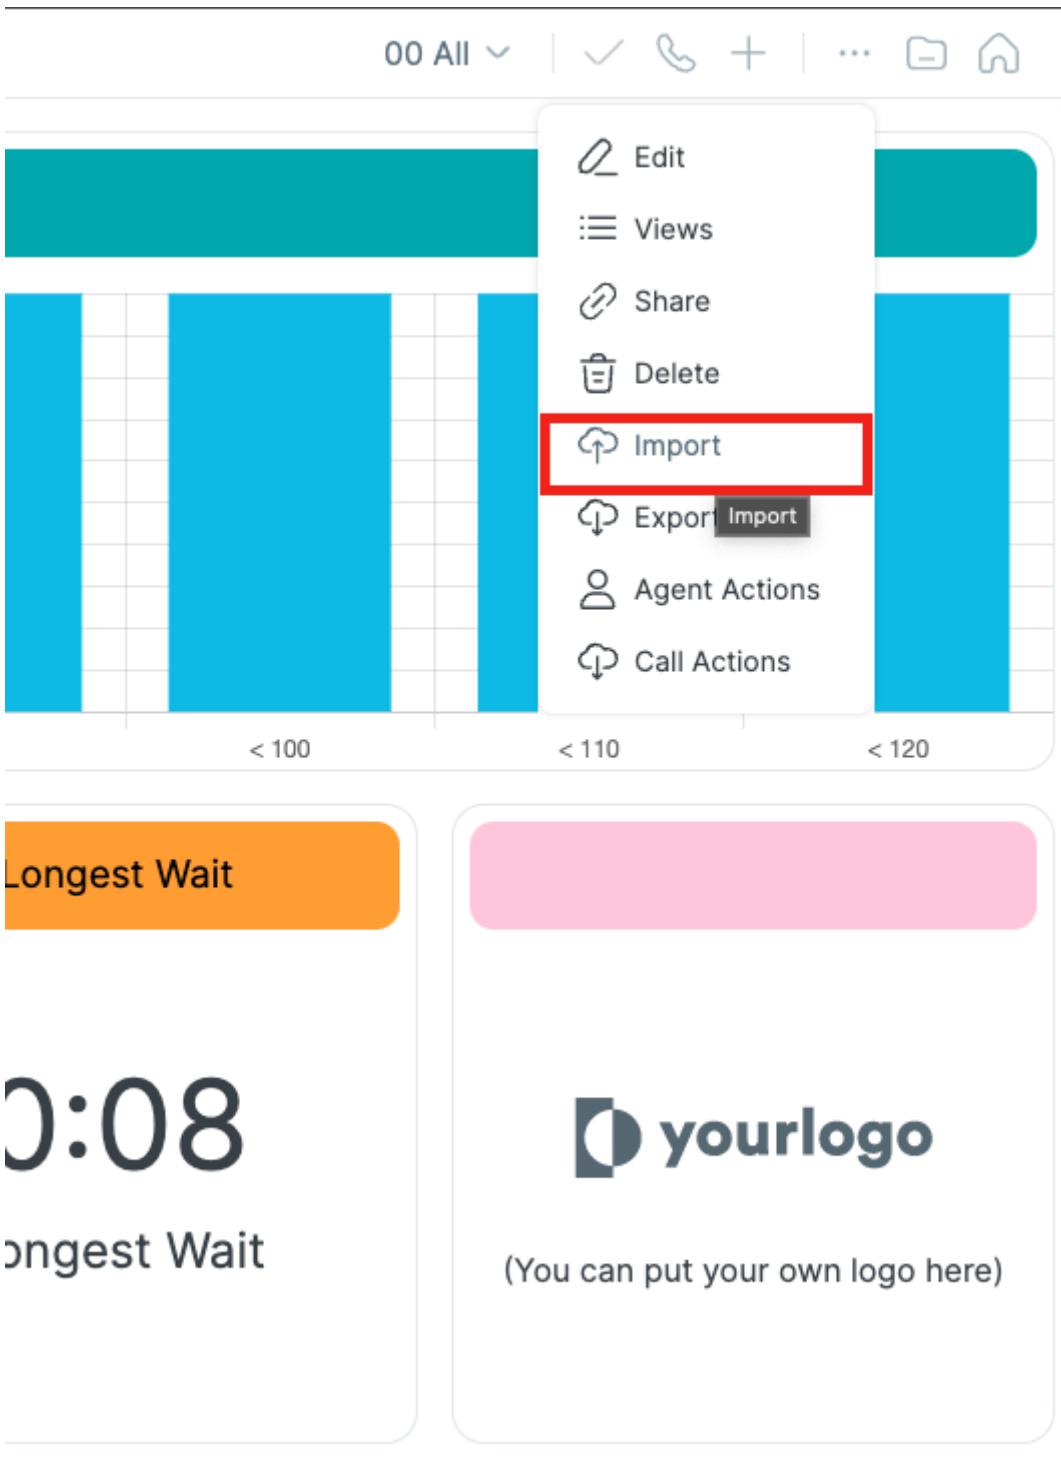 00 All
Edit
Views
Share
Delete
Import
Export
Import
Agent Actions
Call Actions
< 100
< 110
< 120
Longest Wait
0:08
ongest Wait
yourlogo
(You can put your own logo here)